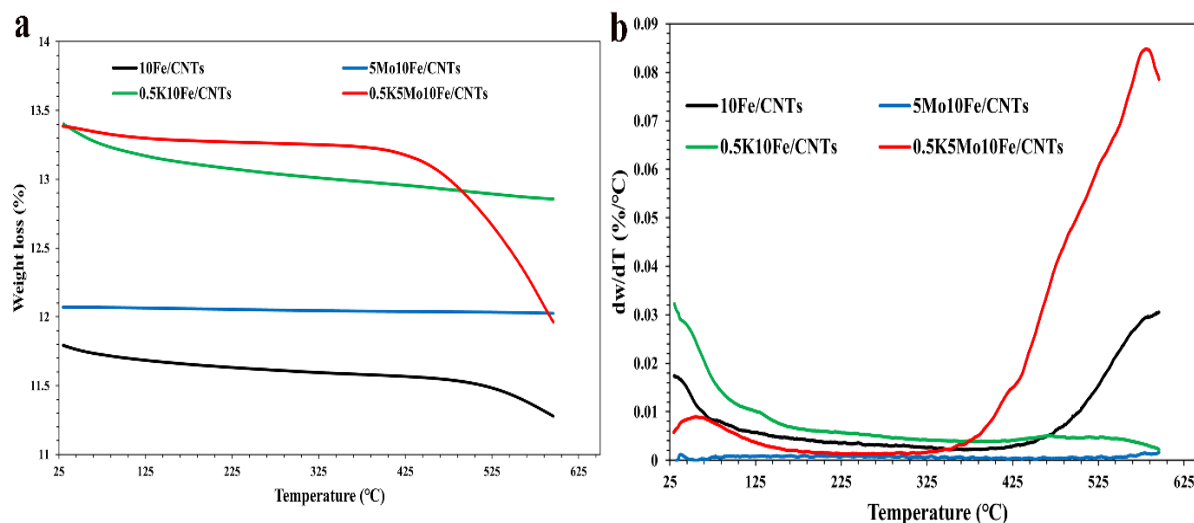 a
14
13.5
13
12.5
12
11.5
11
Weight loss (%)
10Fe/CNTs
5Mo10Fe/CNTs
0.5K10Fe/CNTs
0.5K5Mo10Fe/CNTs
25 125 225 325 425 525 625
Temperature (°C)
b
0.09
0.08
0.07
0.06
0.05
0.04
0.03
0.02
0.01
0
dw/dT (%/°C)
10Fe/CNTs
5Mo10Fe/CNTs
0.5K10Fe/CNTs
0.5K5Mo10Fe/CNTs
25 125 225 325 425 525 625
Temperature (°C)